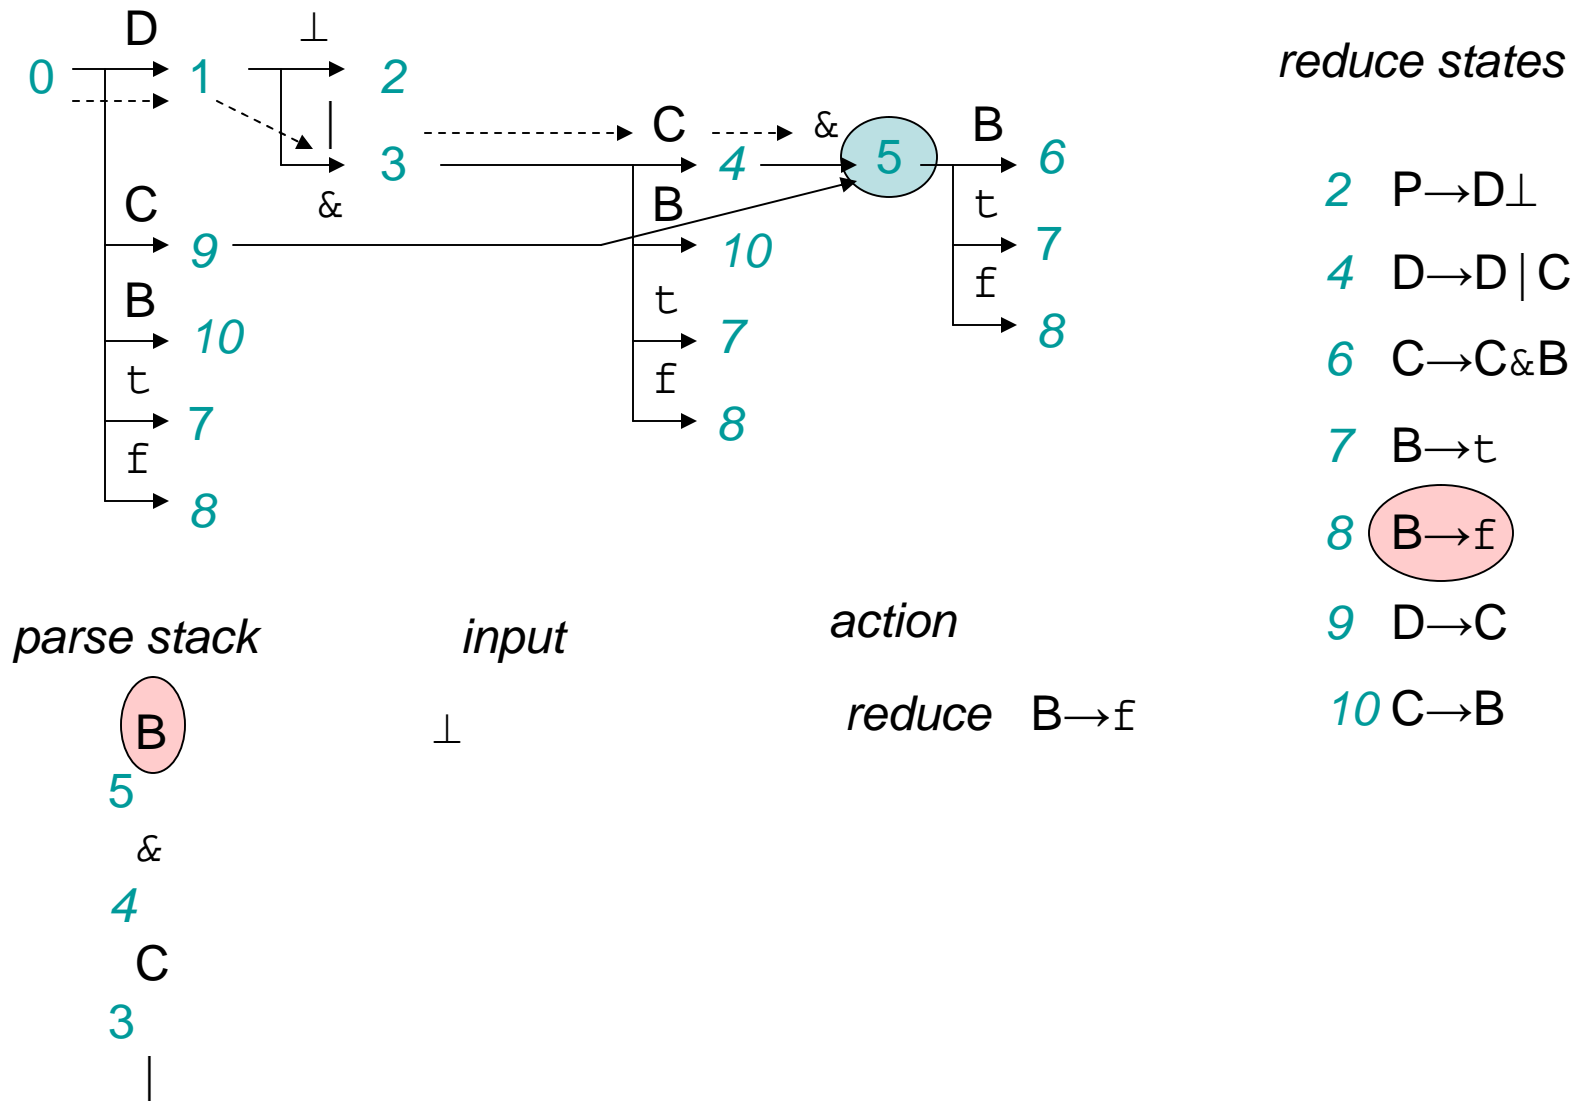 D ⊥
0 1 2
reduce states
|
3
&
C & B
4 5 6
t
7
f
8
C
9
B
10
t
7
f
8
B
10
t
7
f
8
2 P→D⊥
4 D→D|C
6 C→C&B
7 B→t
8 B→f
9 D→C
10 C→B
parse stack input action
B ⊥ reduce B→f
5
&
4
C
3
|